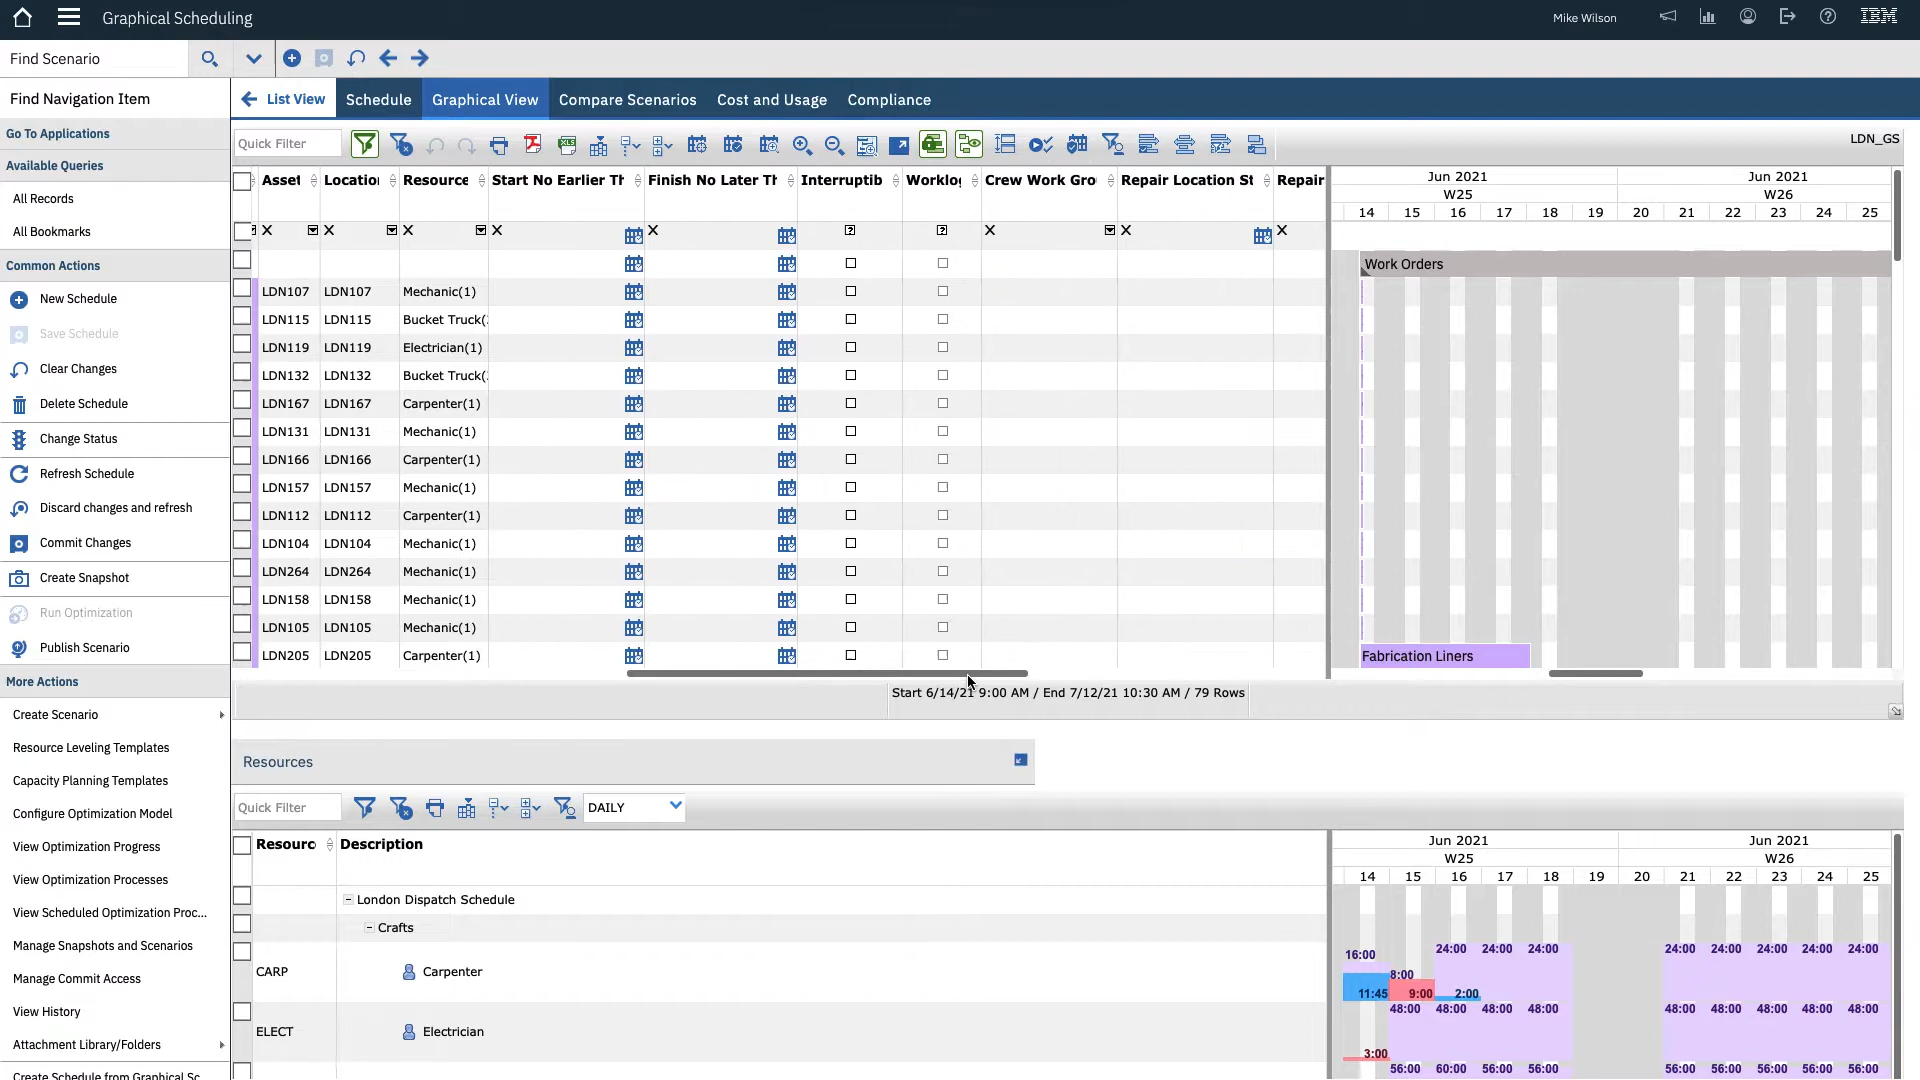 Graphical Scheduling
Mike Wilson
IBM
Find Scenario
Find Navigation Item
Go To Applications
Available Queries
All Records
All Bookmarks
Common Actions
New Schedule
Save Schedule
Clear Changes
Delete Schedule
Change Status
Refresh Schedule
Discard changes and refresh
Commit Changes
Create Snapshot
Run Optimization
Publish Scenario
More Actions
Create Scenario
Resource Leveling Templates
Capacity Planning Templates
Configure Optimization Model
View Optimization Progress
View Optimization Processes
View Scheduled Optimization Proc...
Manage Snapshots and Scenarios
Manage Commit Access
View History
Attachment Library/Folders
Create Schedule from Graphical Sc
List View Schedule Graphical View Compare Scenarios Cost and Usage Compliance
Quick Filter
LDN_GS
Asset Location Resource Start No Earlier Th Finish No Later Th Interruptib Worklo Crew Work Gro Repair Location St Repair
X X X X X X X X
LDN107 LDN107 Mechanic(1)
LDN115 LDN115 Bucket Truck(
LDN119 LDN119 Electrician(1)
LDN132 LDN132 Bucket Truck(
LDN167 LDN167 Carpenter(1)
LDN131 LDN131 Mechanic(1)
LDN166 LDN166 Carpenter(1)
LDN157 LDN157 Mechanic(1)
LDN112 LDN112 Carpenter(1)
LDN104 LDN104 Mechanic(1)
LDN264 LDN264 Mechanic(1)
LDN158 LDN158 Mechanic(1)
LDN105 LDN105 Mechanic(1)
LDN205 LDN205 Carpenter(1)
Jun 2021 Jun 2021
W25 W26
14 15 16 17 18 19 20 21 22 23 24 25
Work Orders
Fabrication Liners
Start 6/14/21 9:00 AM / End 7/12/21 10:30 AM / 79 Rows
Resources
Quick Filter
DAILY
Resourc Description
London Dispatch Schedule
Crafts
CARP Carpenter
ELECT Electrician
Jun 2021 Jun 2021
W25 W26
14 15 16 17 18 19 20 21 22 23 24 25
16:00 8:00 24:00 24:00 24:00 24:00 24:00 24:00 24:00 24:00
11:45 9:00 2:00
48:00 48:00 48:00 48:00 48:00 48:00 48:00 48:00 48:00
3:00
56:00 60:00 56:00 56:00 56:00 56:00 56:00 56:00 56:00